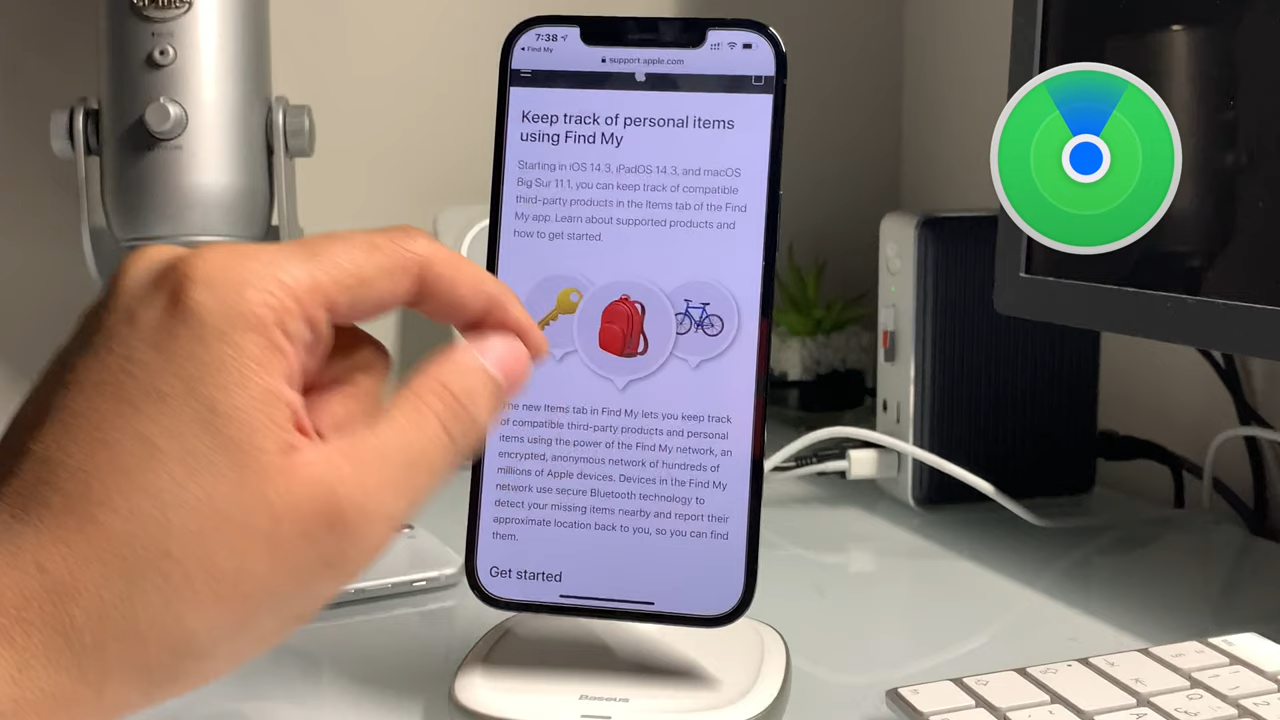 7:38
Find My
support.apple.com
Keep track of personal items
using Find My
Starting in iOS 14.3, iPadOS 14.3, and macOS
Big Sur 11.1, you can keep track of compatible
third-party products in the Items tab of the Find
My app. Learn about supported products and
how to get started.
The new Items tab in Find My lets you keep track
of compatible third-party products and personal
items using the power of the Find My network, an
encrypted, anonymous network of hundreds of
millions of Apple devices. Devices in the Find My
network use secure Bluetooth technology to
detect your missing items nearby and report their
approximate location back to you, so you can find
them.
Get started
Baseus